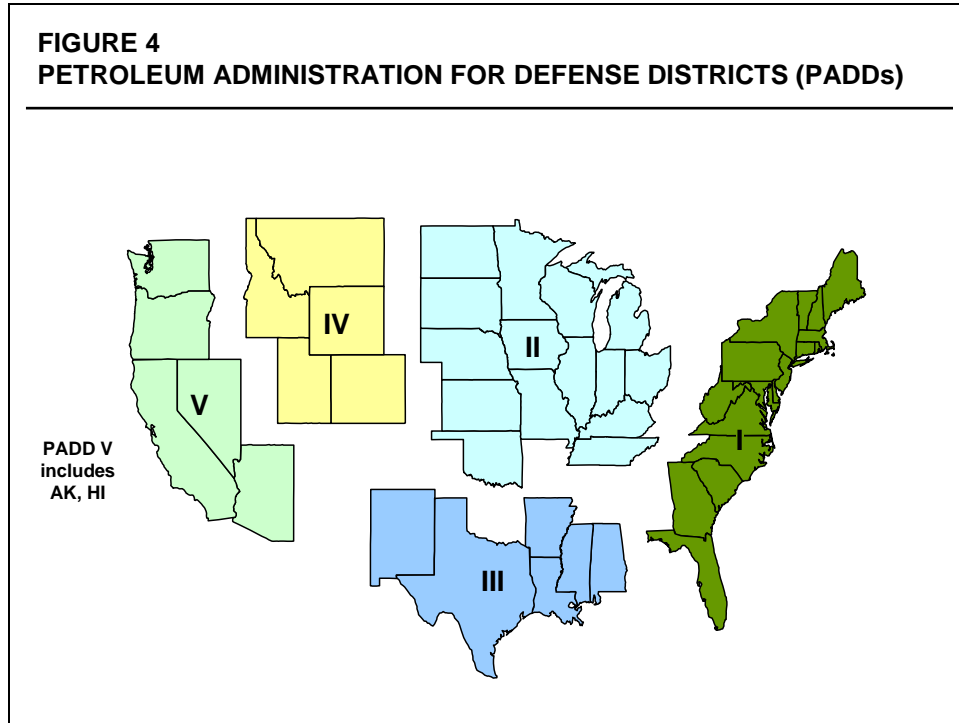 FIGURE 4
PETROLEUM ADMINISTRATION FOR DEFENSE DISTRICTS (PADDs)
IV
II
V
I
PADD V
includes
AK, HI
III